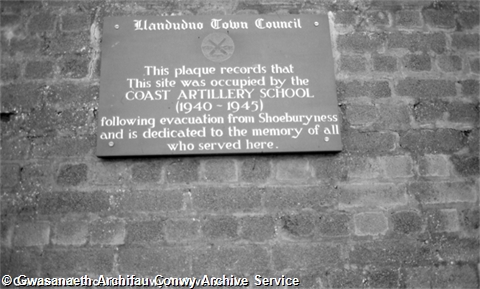 Llandudno Town Council
This plaque records that
This site was occupied by the
COAST ARTILLERY SCHOOL
(1940 - 1945)
following evacuation from Shoeburyness
and is dedicated to the memory of all
who served here.
© Gwasanaeth Archifau Conwy Archive Service